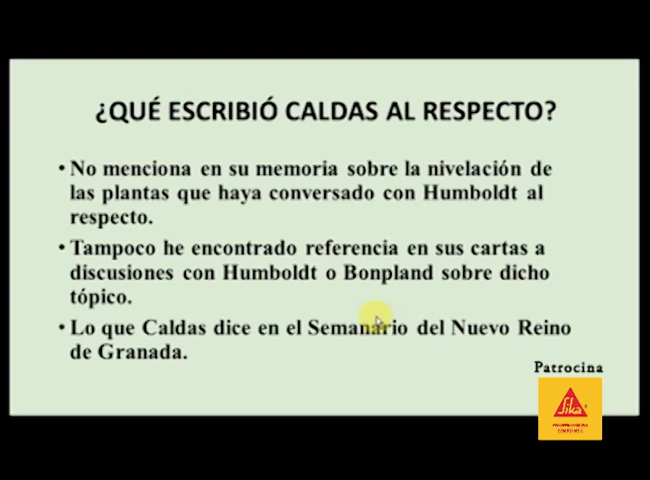 ¿QUÉ ESCRIBIÓ CALDAS AL RESPECTO?
• No menciona en su memoria sobre la nivelación de
las plantas que haya conversado con Humboldt al
respecto.
• Tampoco he encontrado referencia en sus cartas a
discusiones con Humboldt o Bonpland sobre dicho
tópico.
• Lo que Caldas dice en el Semanario del Nuevo Reino
de Granada.
Patrocina
Sika